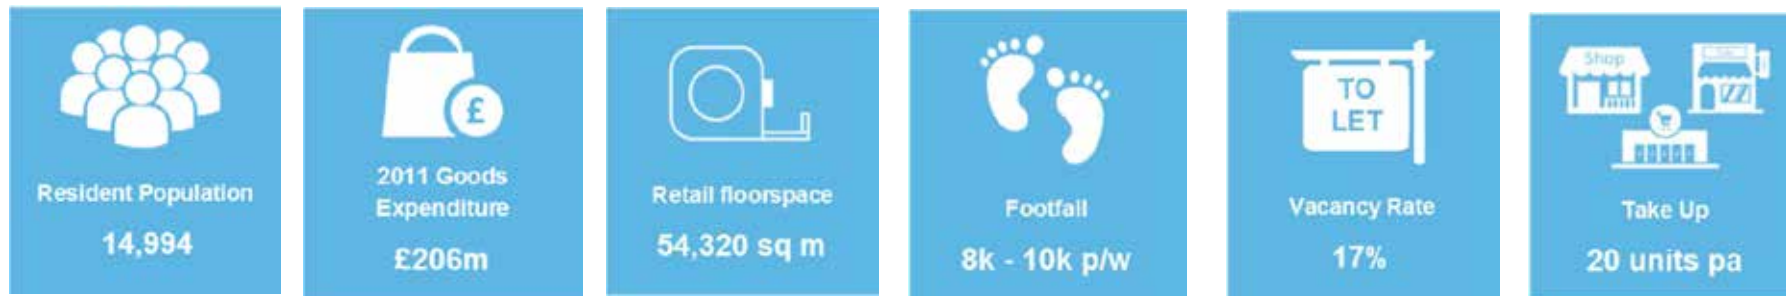 Resident Population
14,994
£
2011 Goods
Expenditure
£206m
Retail floorspace
54,320 sq m
Footfall
8k - 10k p/w
TO
LET
Vacancy Rate
17%
Shop
Take Up
20 units pa